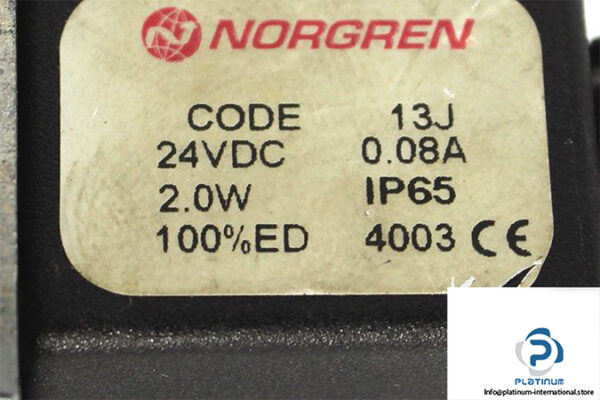 NORGREN
CODE 13J
24VDC 0.08A
2.0W IP65
100%ED 4003 CE
P
PLATINUM
info@platinum-international.store